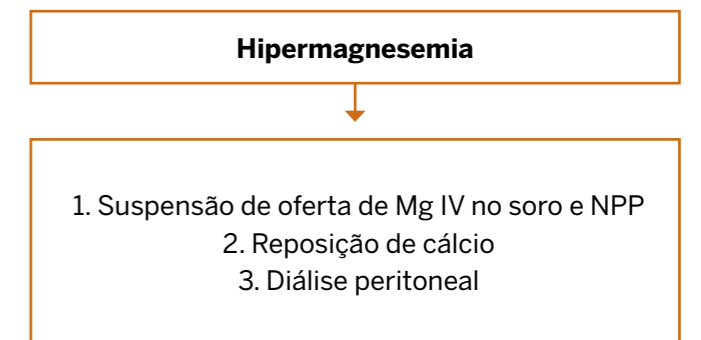 Hipermagnesemia
1. Suspensão de oferta de Mg IV no soro e NPP
2. Reposição de cálcio
3. Diálise peritoneal